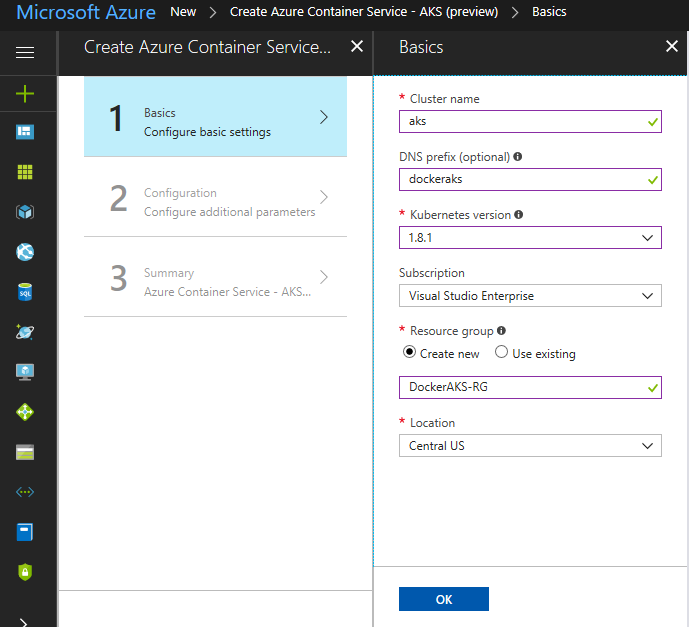 Microsoft Azure New > Create Azure Container Service - AKS (preview) > Basics
Create Azure Container Service...
Basics
1
Basics
Configure basic settings
2
Configuration
Configure additional parameters
3
Summary
Azure Container Service - AKS...
* Cluster name
aks
DNS prefix (optional)
dockeraks
* Kubernetes version
1.8.1
Subscription
Visual Studio Enterprise
* Resource group
Create new Use existing
DockerAKS-RG
* Location
Central US
OK
SQL